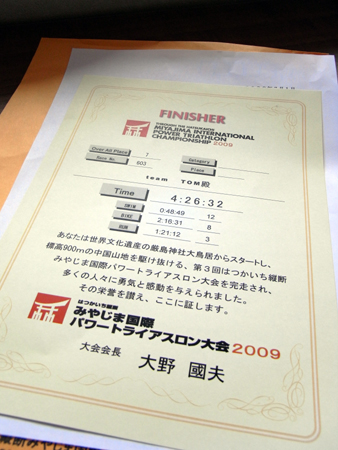 FINISHER
MIYAJIMA INTERNATIONAL
POWER TRIATHLON
CHAMPIONSHIP 2009
Over All Place 7
Race No. 603
Category
Place
team TOM殿
Time 4:26:32
SWIM 0:48:49 12
BIKE 2:16:31 8
RUN 1:21:12 3
あなたは世界文化遺産の厳島神社大鳥居からスタートし、
標高900mの中国山地を駆け抜ける、第3回はつかいち縦断
みやじま国際パワートライアスロン大会を完走され、
多くの人々に勇気と感動を与えられました。
その栄誉を讃え、ここに証します。
はつかいち縦断
みやじま国際
パワートライアスロン大会 2009
大会会長 大野 國夫